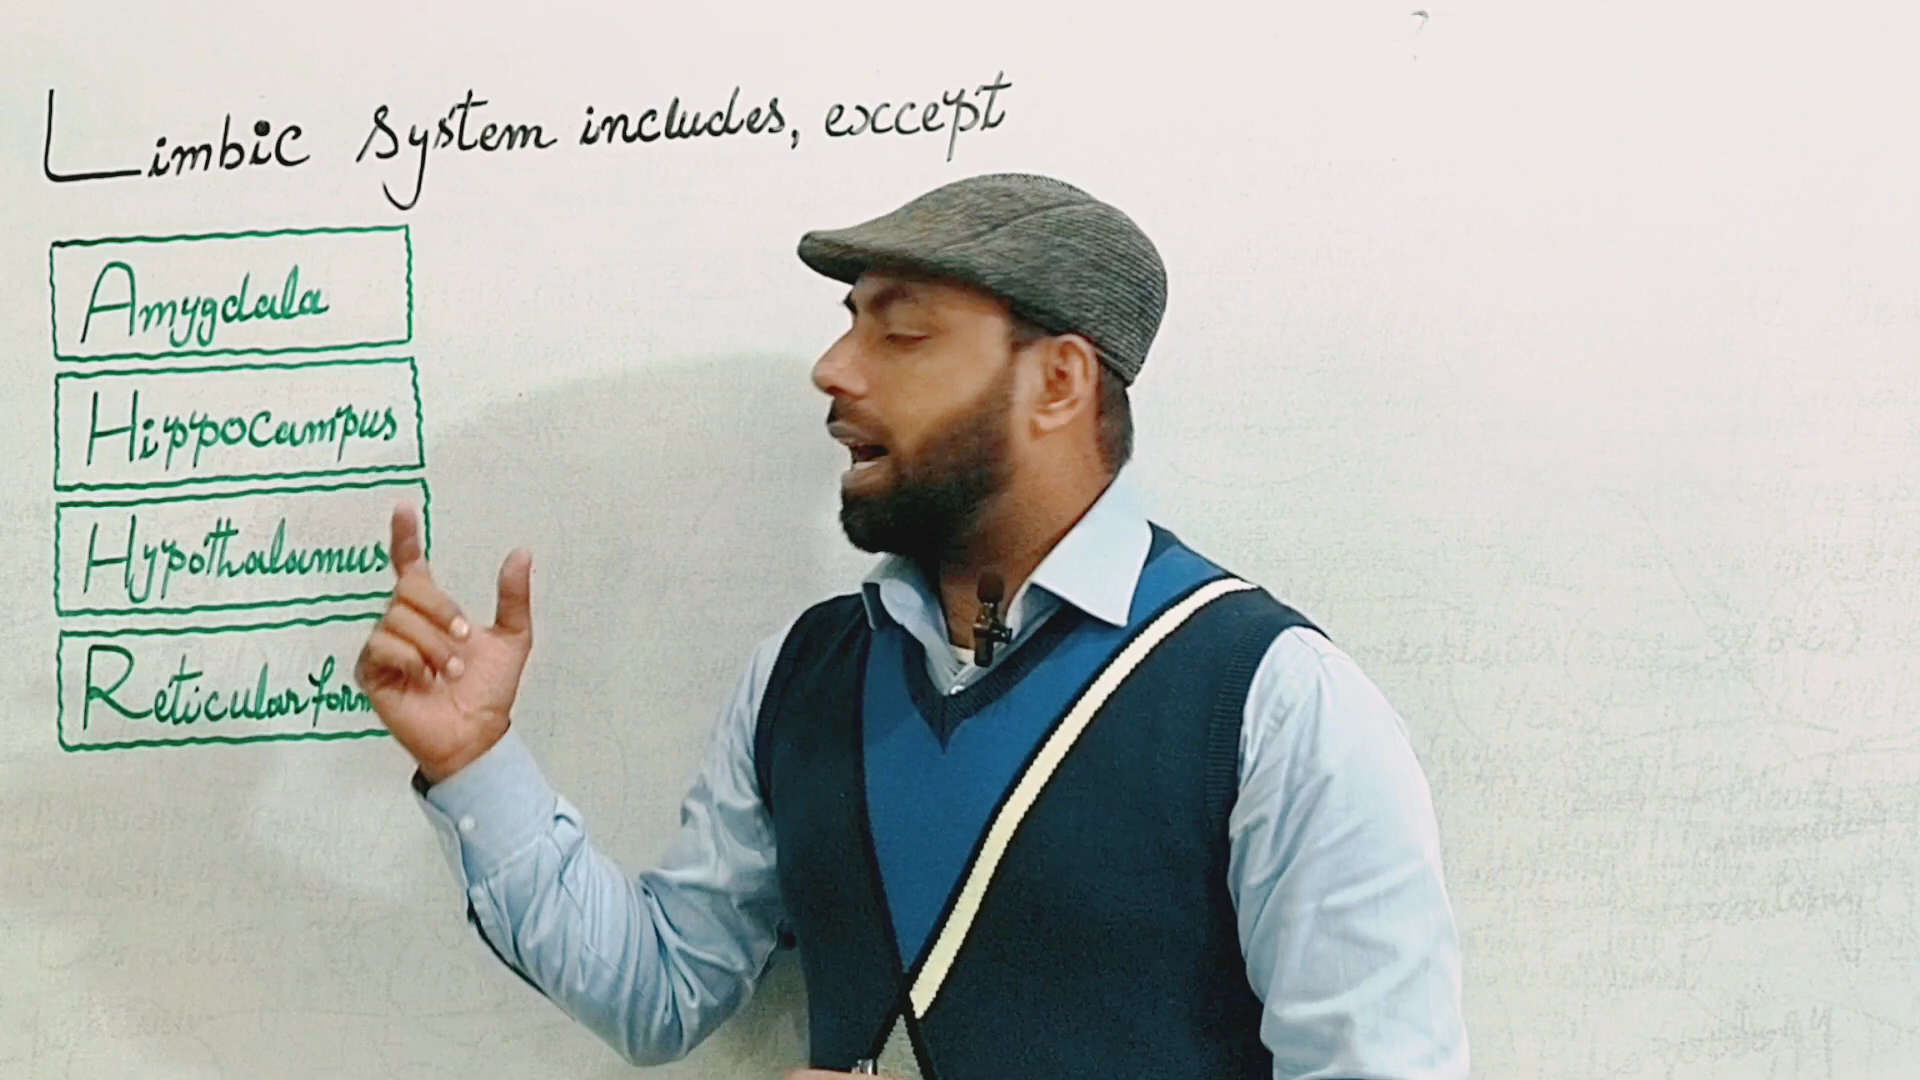 Limbic System includes, except
Amygdala
Hippocampus
Hypothalamus
Reticular form